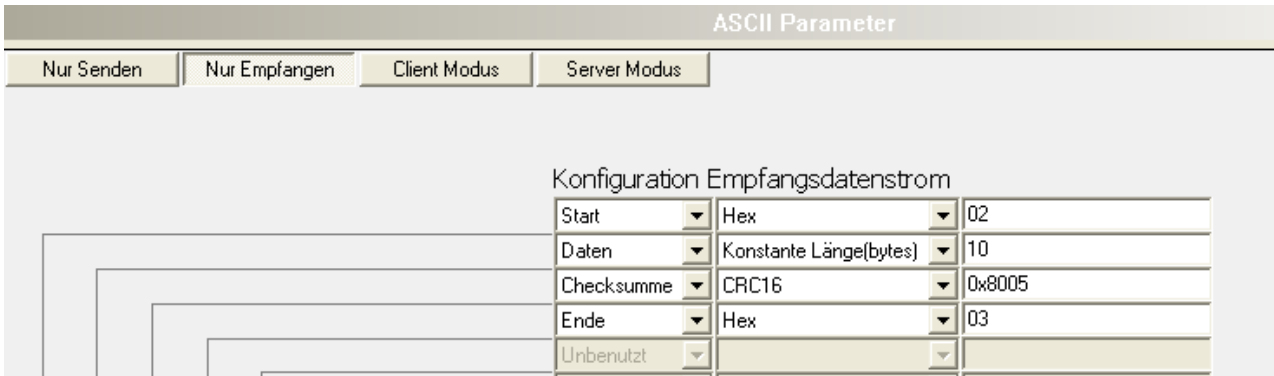 ASCII Parameter
Nur Senden Nur Empfangen Client Modus Server Modus
Konfiguration Empfangsdatenstrom
Start Hex 02
Daten Konstante Länge(bytes) 10
Checksumme CRC16 0x8005
Ende Hex 03
Unbenutzt